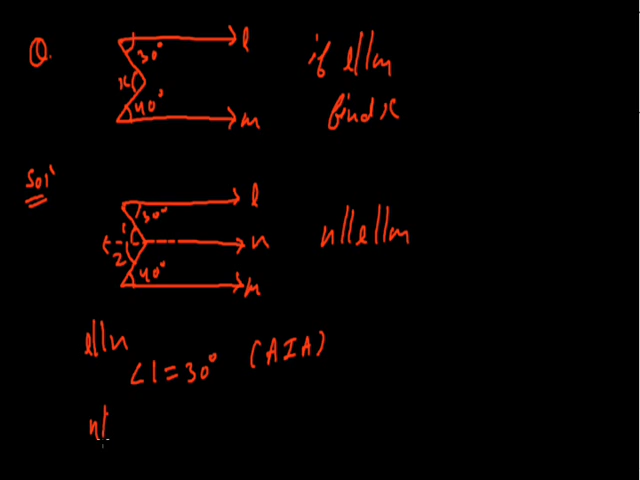 Q. 30° l if l||m
x
40° m find x
Sol'
30° l
1 n n||l||m
2
40° m
l||n
∠1=30° (AIA)
n|